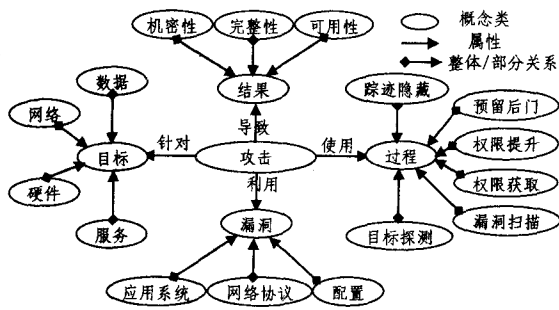 机密性 完整性 可用性
概念类
属性
整体/部分关系
数据
结果
踪迹隐藏
预留后门
网络
导致
权限提升
目标
针对
攻击
使用
过程
硬件
利用
权限获取
服务
漏洞
目标探测
漏洞扫描
应用系统 网络协议 配置